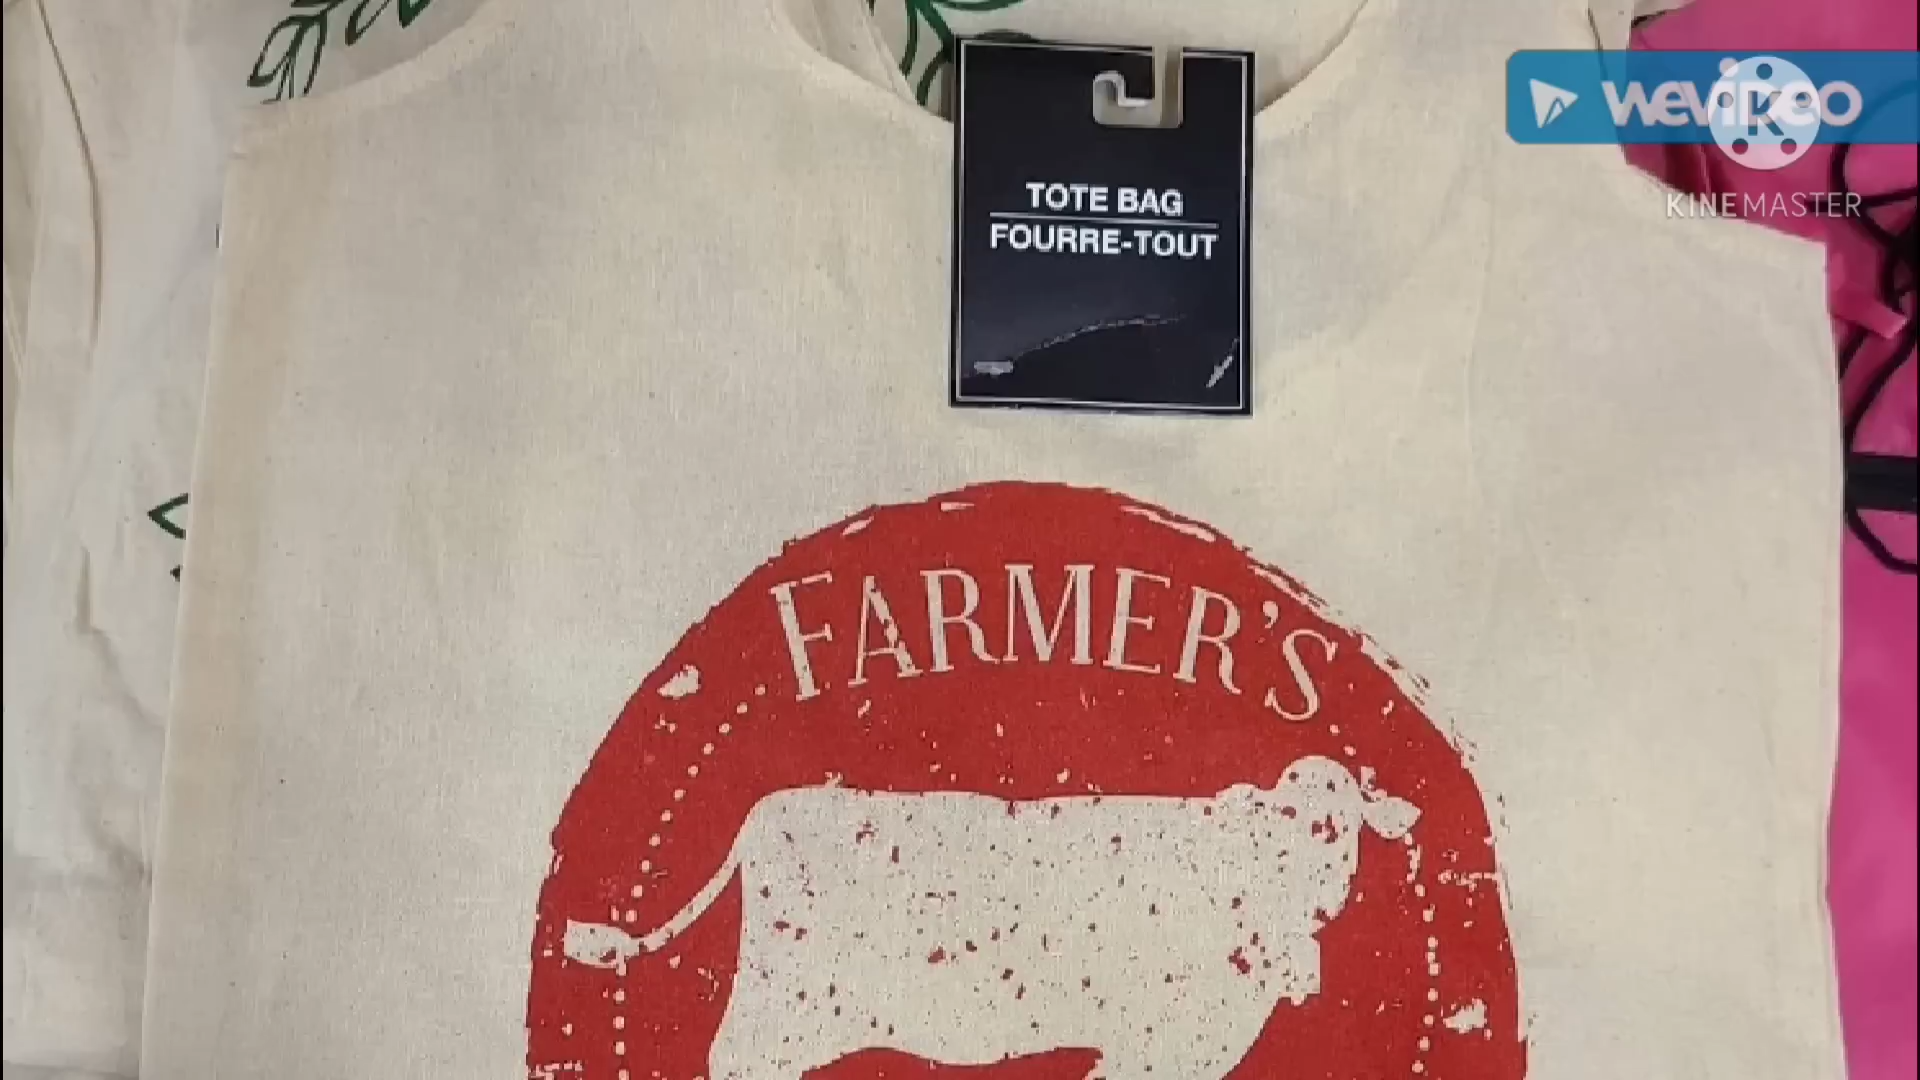 TOTE BAG
FOURRE-TOUT
wevideo
K
KINEMASTER
FARMER'S